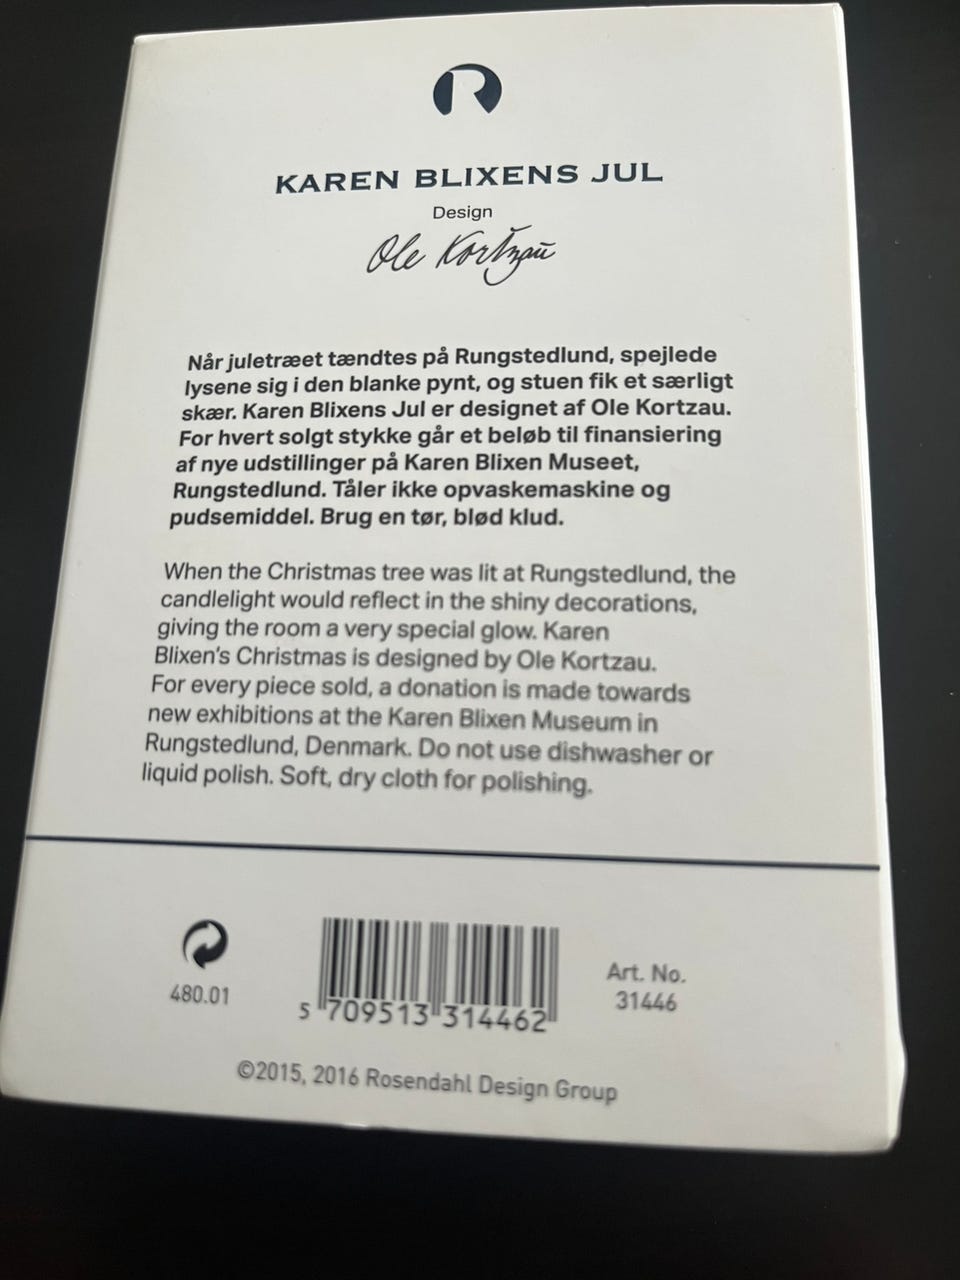 R
KAREN BLIXENS JUL
Design
Ole Kortzau
Når juletræet tændtes på Rungstedlund, spejlede
lysene sig i den blanke pynt, og stuen fik et særligt
skær. Karen Blixens Jul er designet af Ole Kortzau.
For hvert solgt stykke går et beløb til finansiering
af nye udstillinger på Karen Blixen Museet,
Rungstedlund. Tåler ikke opvaskemaskine og
pudsemiddel. Brug en tør, blød klud.
When the Christmas tree was lit at Rungstedlund, the
candlelight would reflect in the shiny decorations,
giving the room a very special glow. Karen
Blixen's Christmas is designed by Ole Kortzau.
For every piece sold, a donation is made towards
new exhibitions at the Karen Blixen Museum in
Rungstedlund, Denmark. Do not use dishwasher or
liquid polish. Soft, dry cloth for polishing.
480.01
5 709513 314462
Art. No.
31446
©2015, 2016 Rosendahl Design Group